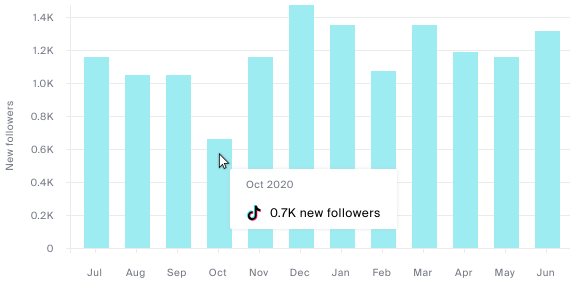 New followers
1.4K
1.2K
1.0K
0.8K
0.6K
0.4K
0.2K
0
Oct 2020
0.7K new followers
Jul Aug Sep Oct Nov Dec Jan Feb Mar Apr May Jun